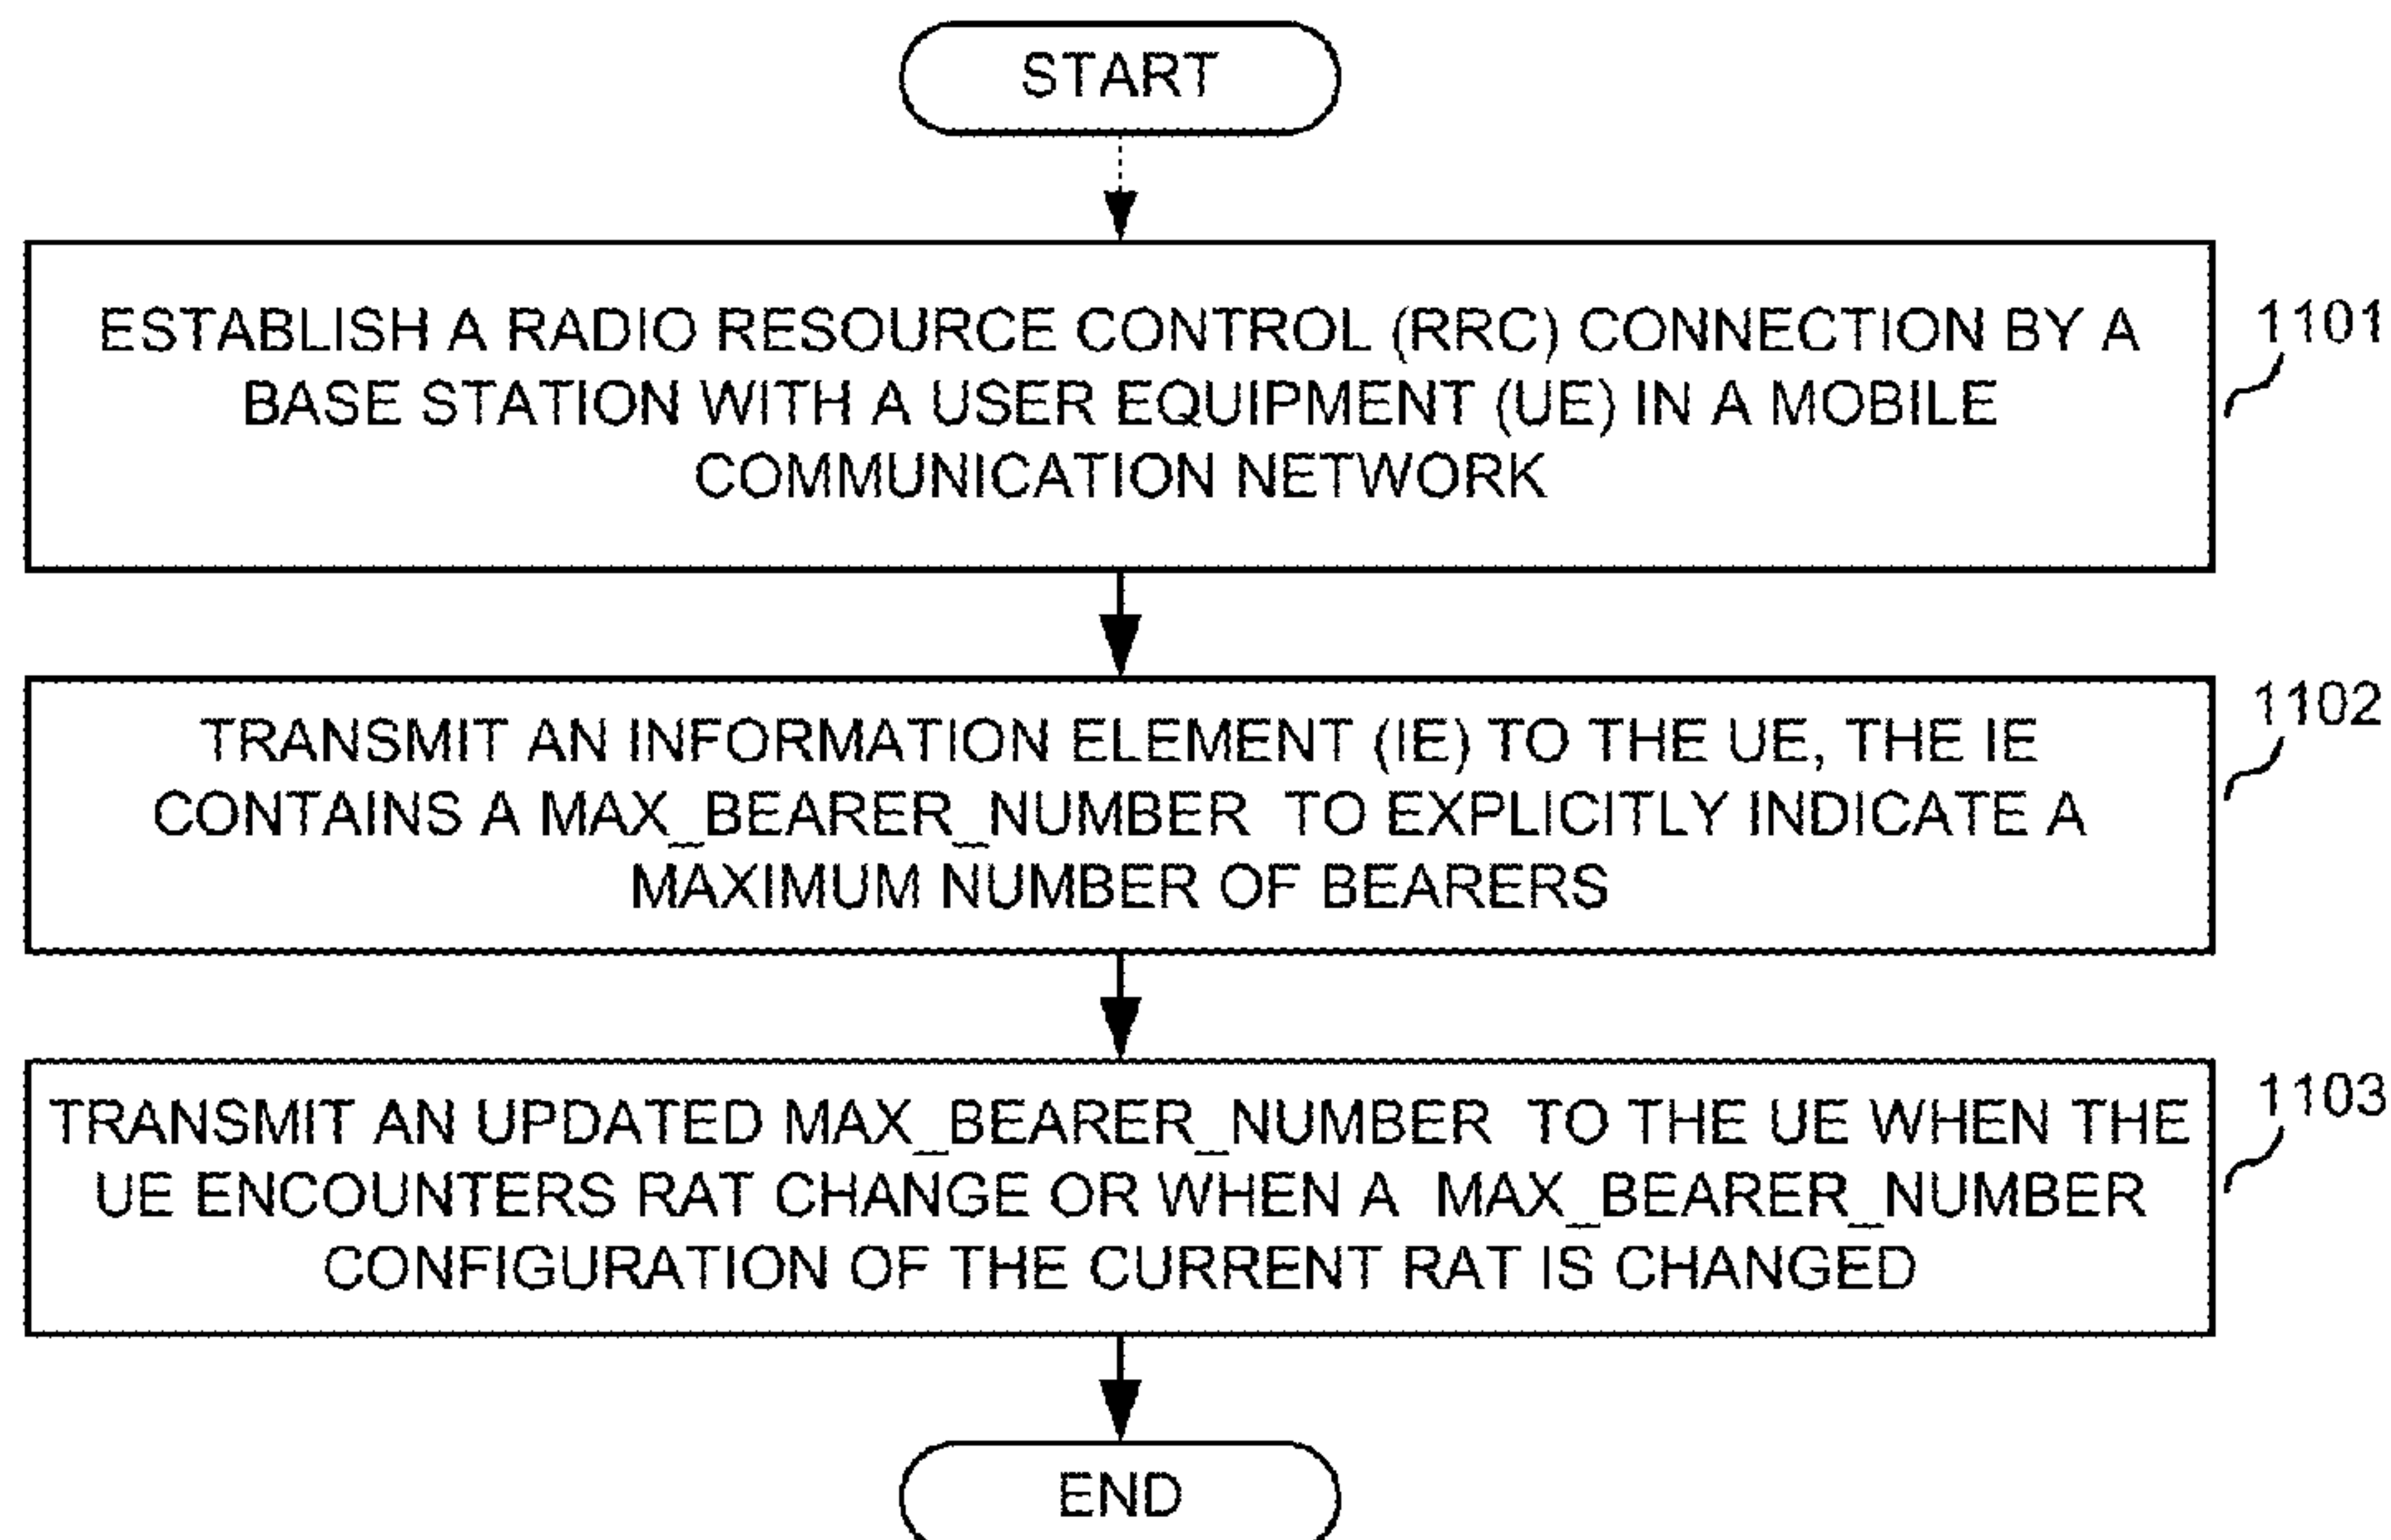 START
ESTABLISH A RADIO RESOURCE CONTROL (RRC) CONNECTION BY A
BASE STATION WITH A USER EQUIPMENT (UE) IN A MOBILE
COMMUNICATION NETWORK
1101
TRANSMIT AN INFORMATION ELEMENT (IE) TO THE UE, THE IE
CONTAINS A MAX_BEARER_NUMBER TO EXPLICITLY INDICATE A
MAXIMUM NUMBER OF BEARERS
1102
TRANSMIT AN UPDATED MAX_BEARER_NUMBER TO THE UE WHEN THE
UE ENCOUNTERS RAT CHANGE OR WHEN A MAX_BEARER_NUMBER
CONFIGURATION OF THE CURRENT RAT IS CHANGED
1103
END